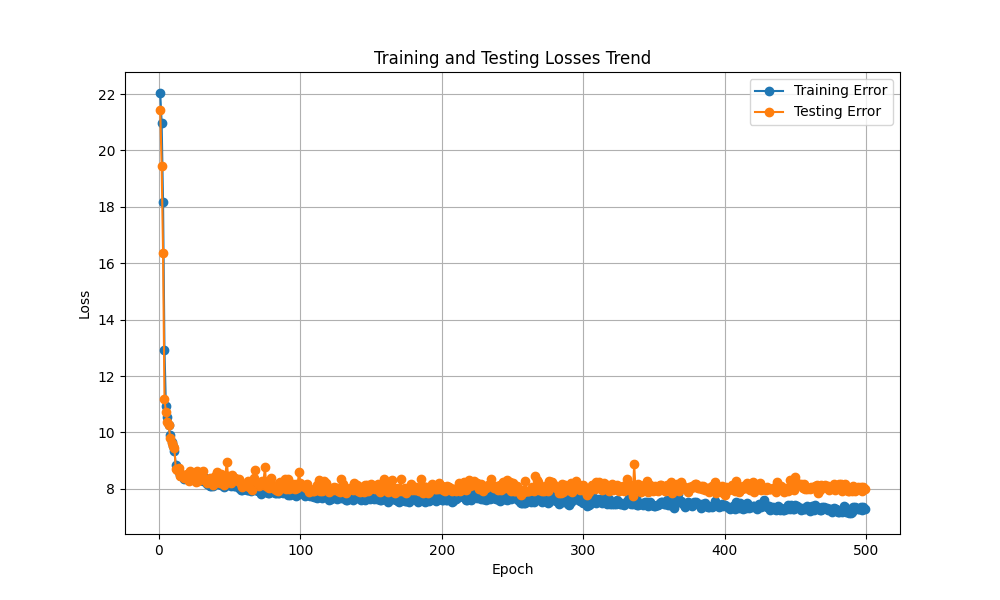 Training and Testing Losses Trend
Training Error
Testing Error
22
20
18
16
14
12
10
8
Loss
0 100 200 300 400 500
Epoch